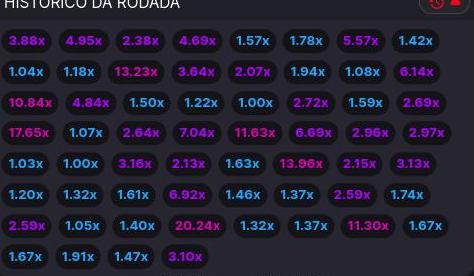 HISTÓRICO DA RODADA
3.88x 4.95x 2.38x 4.69x 1.57x 1.78x 5.57x 1.42x
1.04x 1.18x 13.23x 3.64x 2.07x 1.94x 1.08x 6.14x
10.84x 4.84x 1.50x 1.22x 1.00x 2.72x 1.59x 2.69x
17.65x 1.07x 2.64x 7.04x 11.63x 6.69x 2.96x 2.97x
1.03x 1.00x 3.16x 2.13x 1.63x 13.96x 2.15x 3.13x
1.20x 1.32x 1.61x 6.92x 1.46x 1.37x 2.59x 1.74x
2.59x 1.05x 1.40x 20.24x 1.32x 1.37x 11.30x 1.67x
1.67x 1.91x 1.47x 3.10x